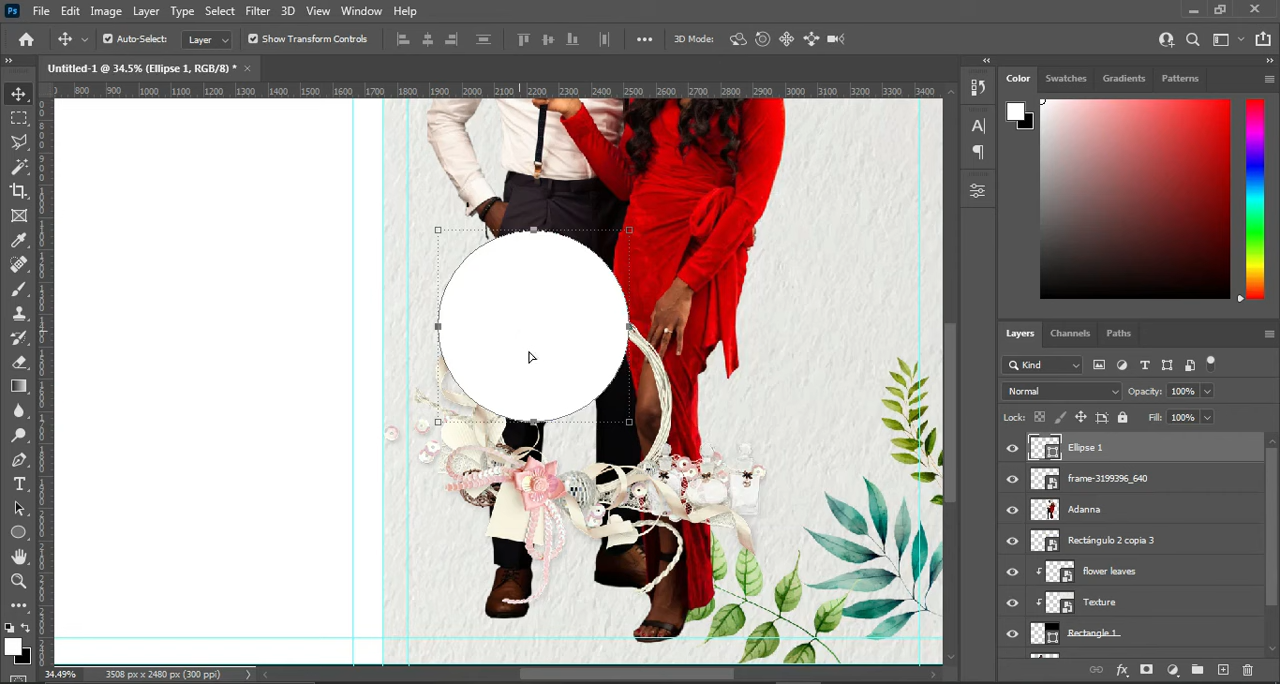 Ps File Edit Image Layer Type Select Filter 3D View Window Help
Auto-Select: Layer Show Transform Controls 3D Mode:
Untitled-1 @ 34.5% (Ellipse 1, RGB/8) *
800 900 1000 1100 1200 1300 1400 1500 1600 1700 1800 1900 2000 2100 2200 2300 2400 2500 2600 2700 2800 2900 3000 3100 3200 3300 3400
Color Swatches Gradients Patterns
Layers Channels Paths
Kind
Normal Opacity: 100%
Lock: Fill: 100%
Ellipse 1
frame-3199396_640
Adanna
Rectángulo 2 copia 3
flower leaves
Texture
Rectangle 1
34.49% 3508 px x 2480 px (300 ppi)